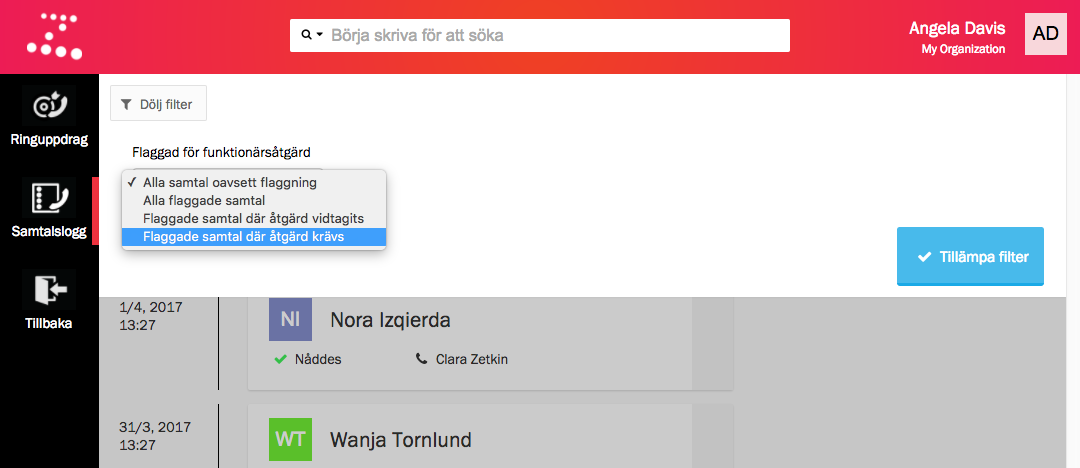 Börja skriva för att söka
Angela Davis
My Organization
AD
Ringuppdrag
Samtalslogg
Tillbaka
Dölj filter
Flaggad för funktionärsåtgärd
Alla samtal oavsett flaggning
Alla flaggade samtal
Flaggade samtal där åtgärd vidtagits
Flaggade samtal där åtgärd krävs
Tillämpa filter
1/4, 2017
13:27
NI
Nora Izqierda
Nåddes
Clara Zetkin
31/3, 2017
13:27
WT
Wanja Tornlund